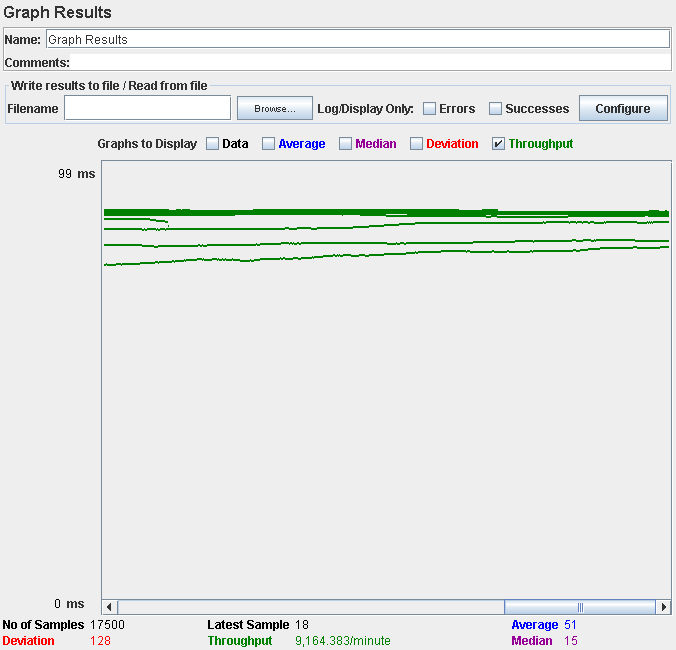 Graph Results
Name: Graph Results
Comments:
Write results to file / Read from file
Filename Browse... Log/Display Only: Errors Successes Configure
Graphs to Display Data Average Median Deviation Throughput
99 ms
0 ms
No of Samples 17500 Latest Sample 18 Average 51
Deviation 128 Throughput 9,164.383/minute Median 15